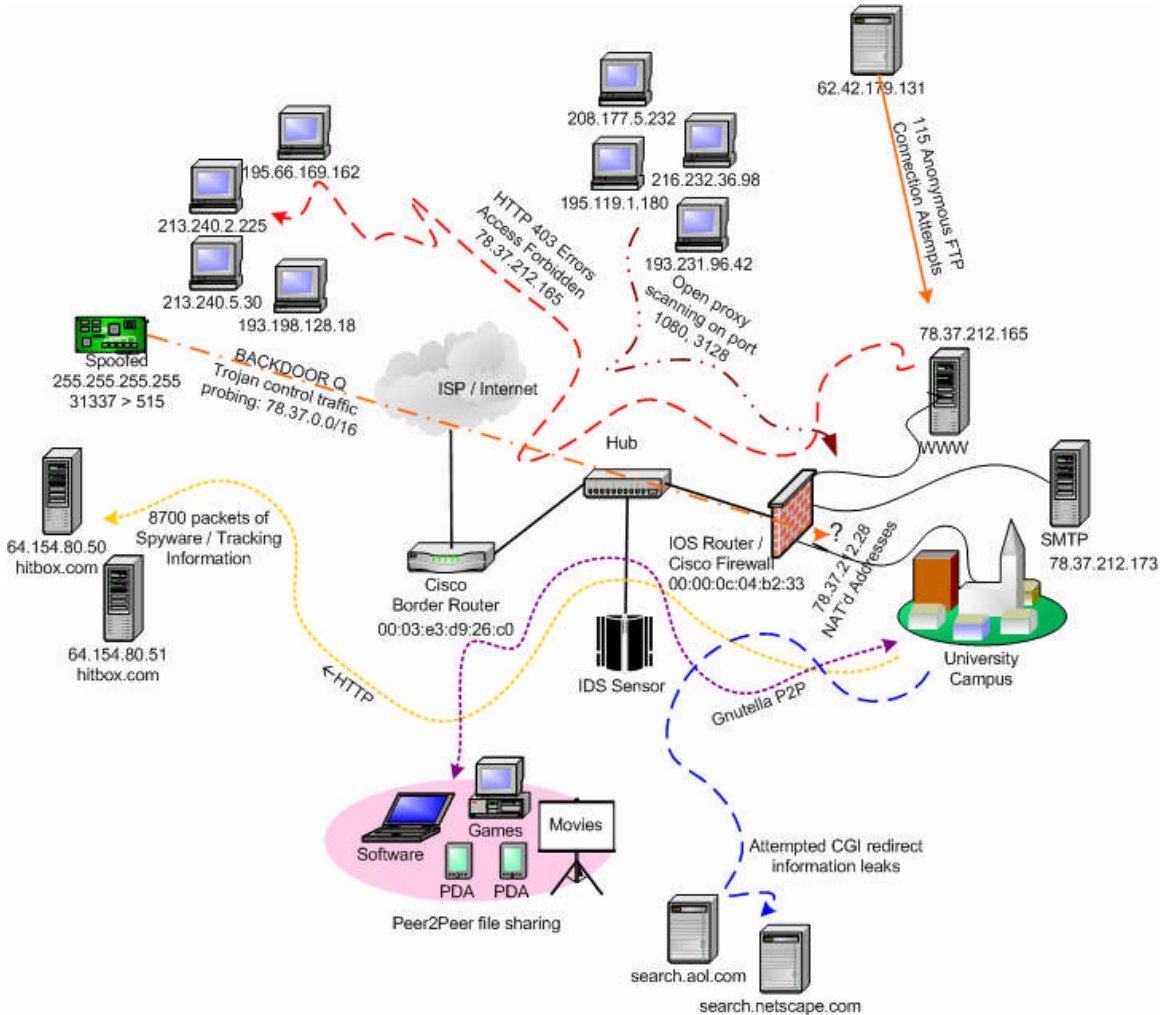 62.42.179.131
208.177.5.232
195.66.169.162
216.232.36.98
195.119.1.180
213.240.2.225
193.231.96.42
213.240.5.30
193.198.128.18
115 Anonymous FTP
Connection Attempts
HTTP 403 Errors
Access Forbidden
78.37.212.165
Open proxy
scanning on port
1080, 3128
78.37.212.165
WWW
Spoofed
255.255.255.255
31337 > 515
BACKDOOR Q
Trojan control traffic
probing: 78.37.0.0/16
ISP / Internet
Hub
64.154.80.50
hitbox.com
64.154.80.51
hitbox.com
8700 packets of
Spyware / Tracking
Information
Cisco
Border Router
00:03:e3:d9:26:c0
IOS Router /
Cisco Firewall
00:00:0c:04:b2:33
?
78.37.212.28
NAT'd Addresses
SMTP
78.37.212.173
University
Campus
IDS Sensor
←HTTP
Gnutella P2P
Software
Games
Movies
PDA
PDA
Peer2Peer file sharing
Attempted CGI redirect
information leaks
search.aol.com
search.netscape.com